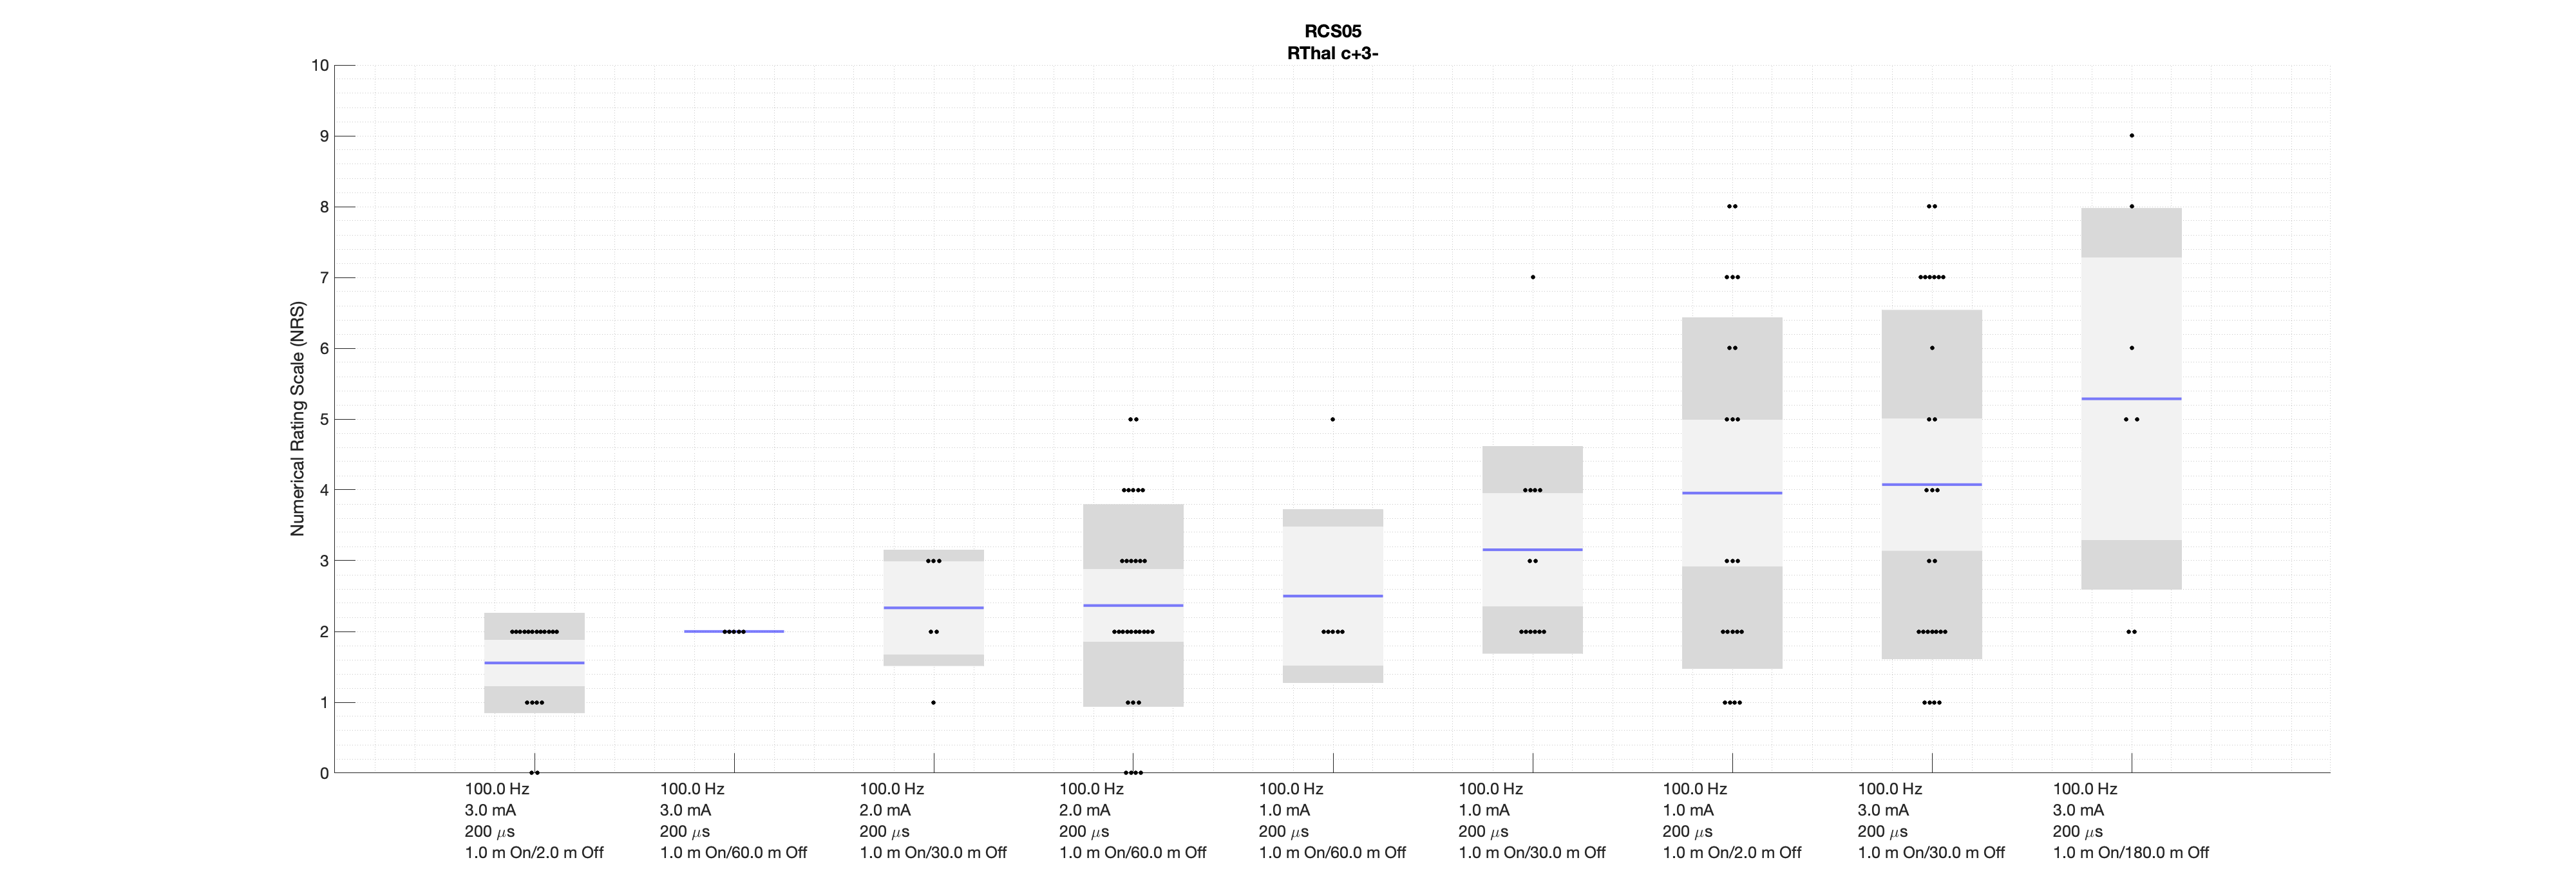 RCS05
RThal c+3-
10
9
8
7
6
5
4
3
2
1
0
Numerical Rating Scale (NRS)
100.0 Hz
3.0 mA
200 μs
1.0 m On/2.0 m Off
100.0 Hz
3.0 mA
200 μs
1.0 m On/60.0 m Off
100.0 Hz
2.0 mA
200 μs
1.0 m On/30.0 m Off
100.0 Hz
2.0 mA
200 μs
1.0 m On/60.0 m Off
100.0 Hz
1.0 mA
200 μs
1.0 m On/60.0 m Off
100.0 Hz
1.0 mA
200 μs
1.0 m On/30.0 m Off
100.0 Hz
1.0 mA
200 μs
1.0 m On/2.0 m Off
100.0 Hz
3.0 mA
200 μs
1.0 m On/30.0 m Off
100.0 Hz
3.0 mA
200 μs
1.0 m On/180.0 m Off